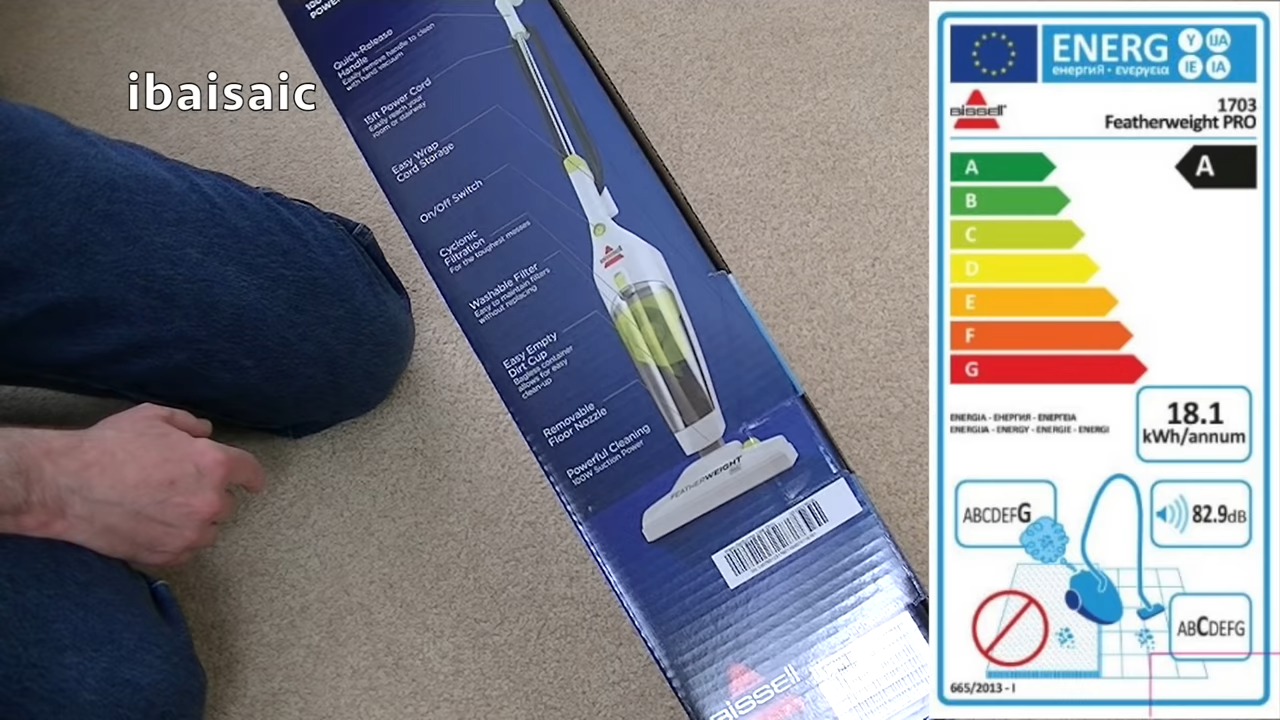 ibaisaic
Quick-Release
Handle
Easily remove handle to clean
with hand vacuum
15ft Power Cord
Easily reach your
room or stairway
Easy Wrap
Cord Storage
On/Off Switch
Cyclonic
Filtration
For the toughest messes
Washable Filter
Easy to maintain filters
without replacing
Easy Empty
Dirt Cup
Bagless container
allows for easy
clean-up
Removable
Floor Nozzle
Powerful Cleaning
100W Suction Power
BISSELL
FEATHERWEIGHT
BISSELL
ENERG
енергия · ενεργεια
Y
IJA
IE
IA
BISSELL
1703
Featherweight PRO
A
A
B
C
D
E
F
G
ENERGIA - ЕНЕРГИЯ - ΕΝΕΡΓΕΙΑ
ENERGIJA - ENERGY - ENERGIE - ENERGI
18.1
kWh/annum
ABCDEFG
82.9dB
ABCDEFG
665/2013 - I